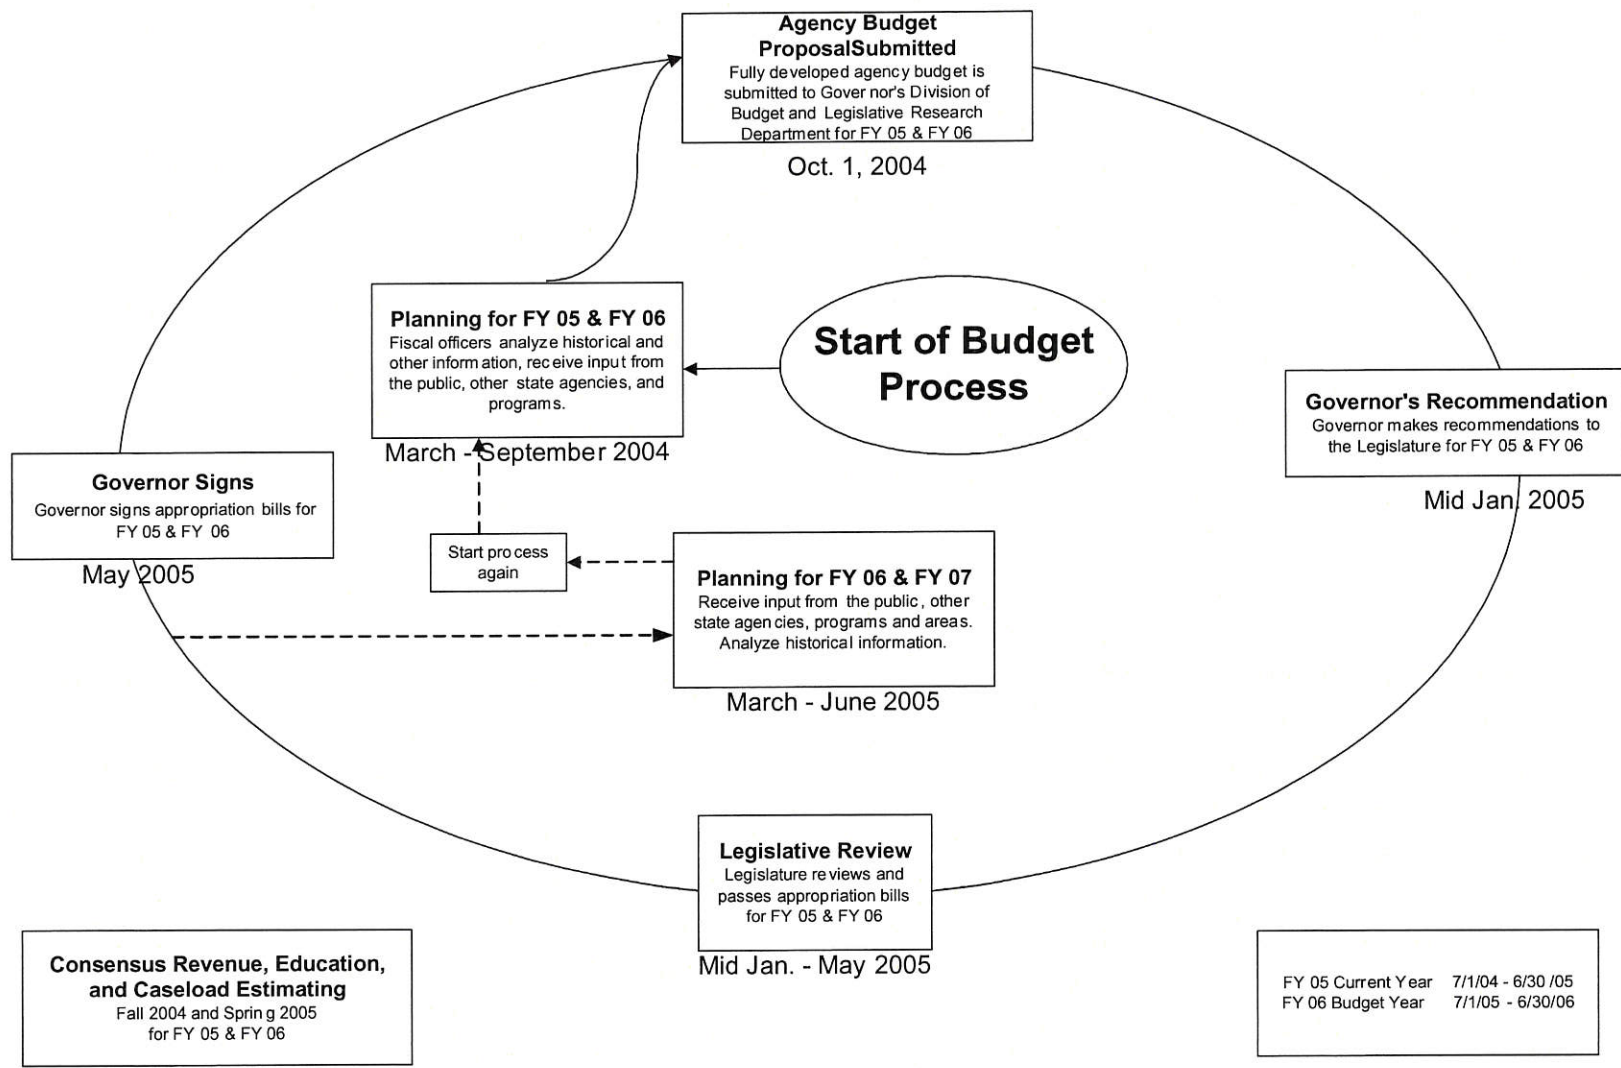 Agency Budget
ProposalSubmitted
Fully developed agency budget is
submitted to Governor's Division of
Budget and Legislative Research
Department for FY 05 & FY 06
Oct. 1, 2004
Planning for FY 05 & FY 06
Fiscal officers analyze historical and
other information, receive input from
the public, other state agencies, and
programs.
March - September 2004
Start of Budget
Process
Governor's Recommendation
Governor makes recommendations to
the Legislature for FY 05 & FY 06
Mid Jan. 2005
Governor Signs
Governor signs appropriation bills for
FY 05 & FY 06
May 2005
Start process
again
Planning for FY 06 & FY 07
Receive input from the public, other
state agencies, programs and areas.
Analyze historical information.
March - June 2005
Legislative Review
Legislature reviews and
passes appropriation bills
for FY 05 & FY 06
Mid Jan. - May 2005
Consensus Revenue, Education,
and Caseload Estimating
Fall 2004 and Spring 2005
for FY 05 & FY 06
FY 05 Current Year 7/1/04 - 6/30/05
FY 06 Budget Year 7/1/05 - 6/30/06